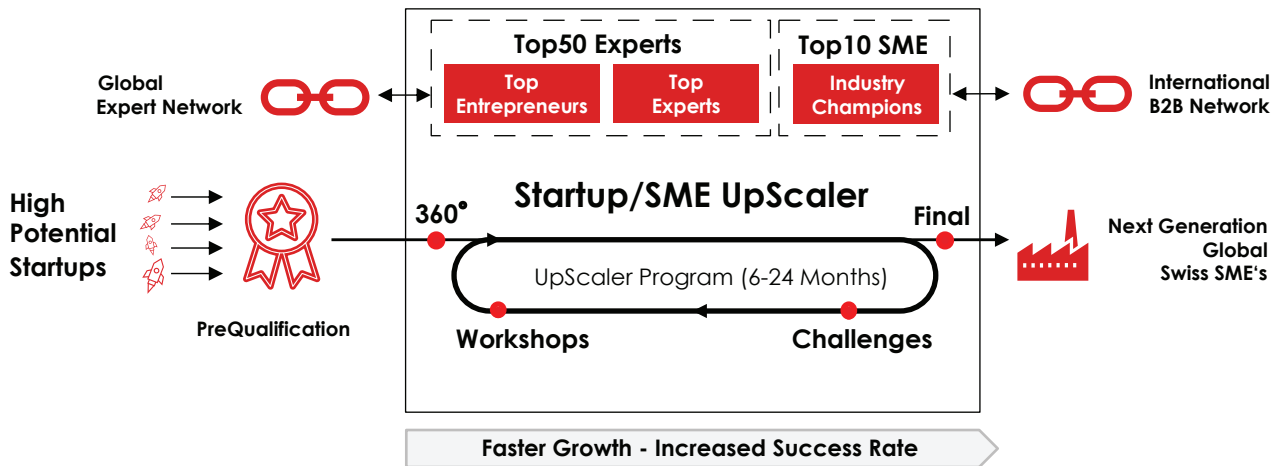 Top50 Experts
Top10 SME
Top
Entrepreneurs
Top
Experts
Industry
Champions
Global
Expert Network
International
B2B Network
High
Potential
Startups
PreQualification
Startup/SME UpScaler
360°
Final
UpScaler Program (6-24 Months)
Workshops
Challenges
Next Generation
Global
Swiss SME‘s
Faster Growth - Increased Success Rate